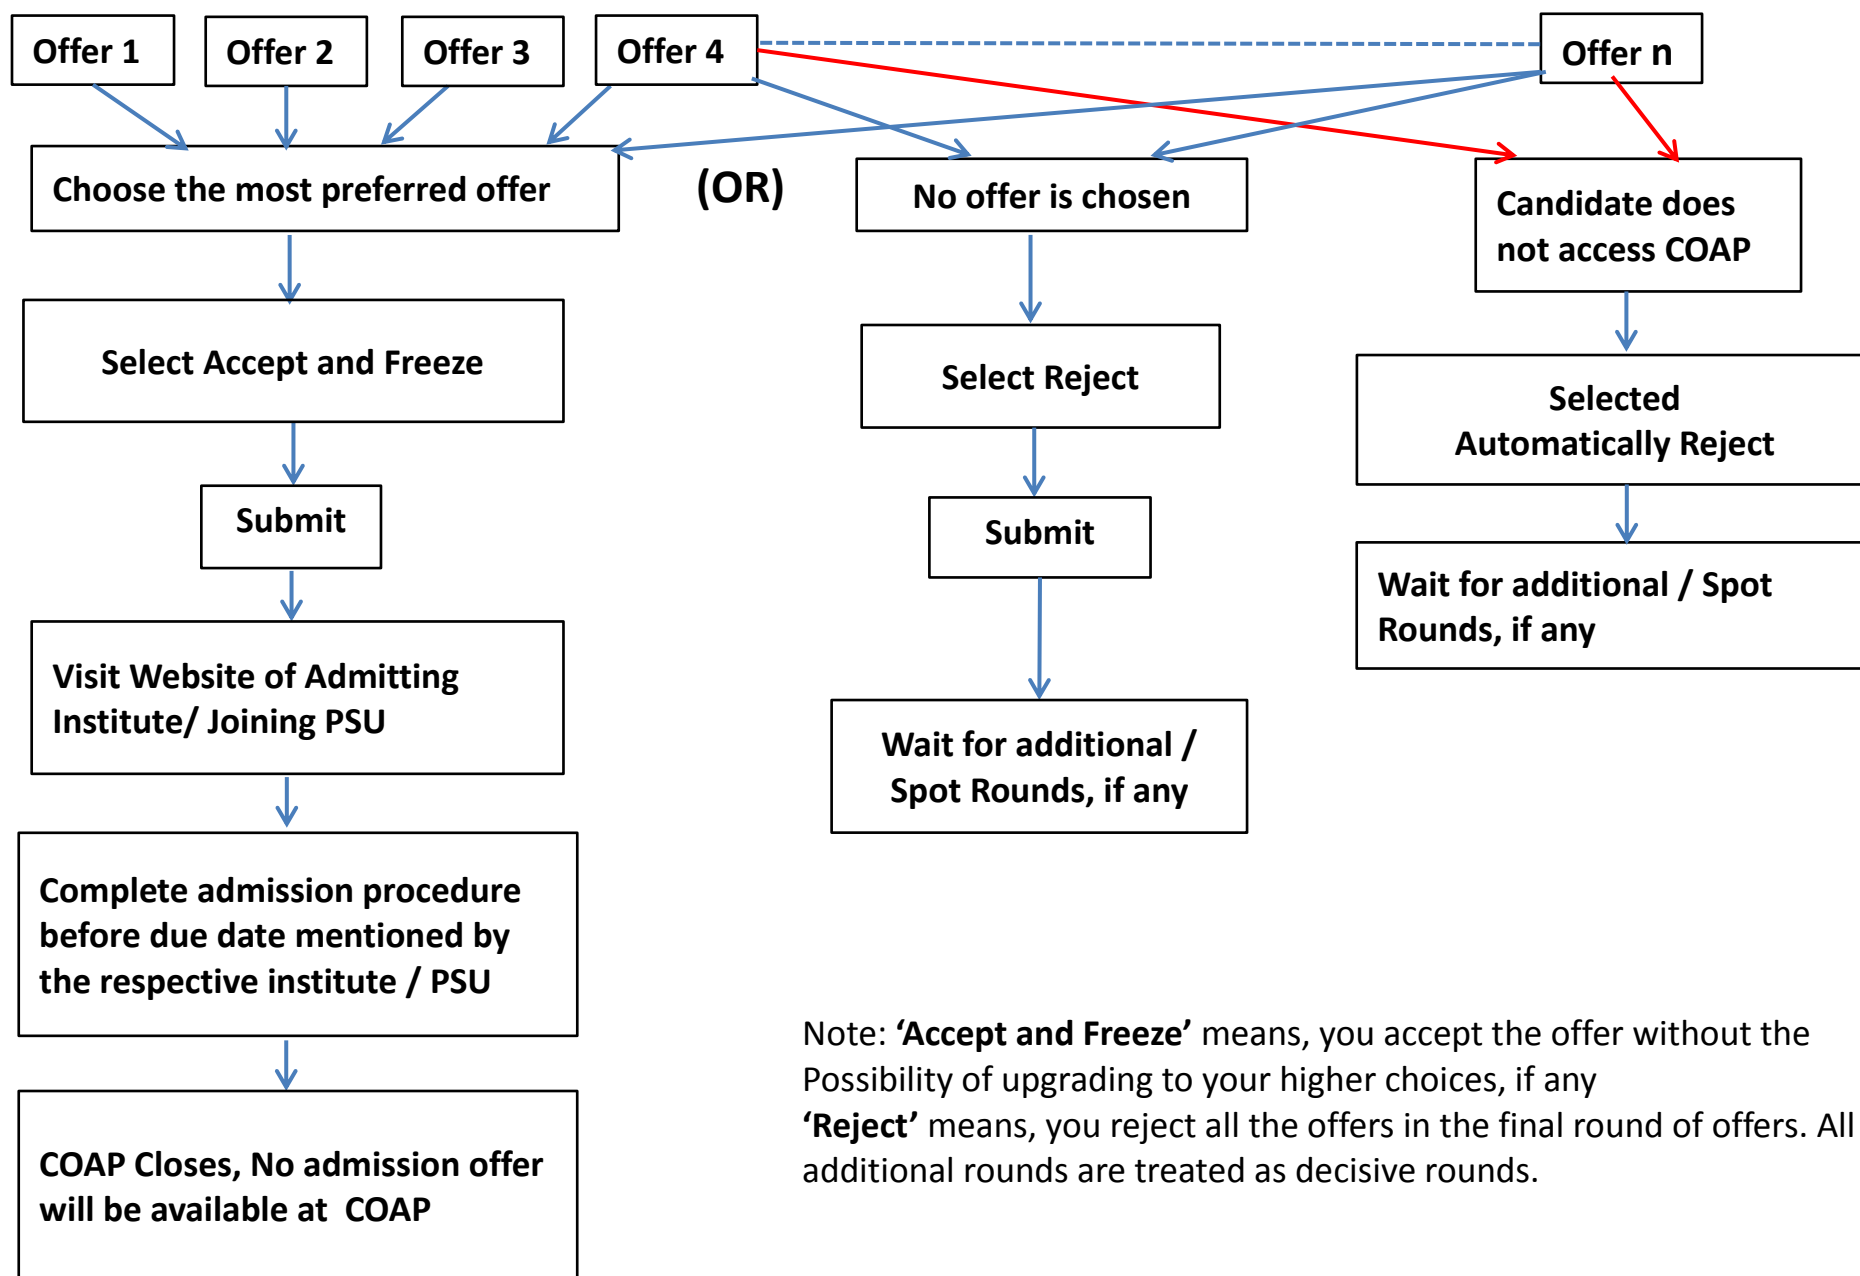 Offer 1
Offer 2
Offer 3
Offer 4
Offer n
Choose the most preferred offer
(OR)
No offer is chosen
Candidate does
not access COAP
Select Accept and Freeze
Select Reject
Selected
Automatically Reject
Submit
Submit
Wait for additional / Spot
Rounds, if any
Visit Website of Admitting
Institute/ Joining PSU
Wait for additional /
Spot Rounds, if any
Complete admission procedure
before due date mentioned by
the respective institute / PSU
COAP Closes, No admission offer
will be available at COAP
Note: ‘Accept and Freeze’ means, you accept the offer without the
Possibility of upgrading to your higher choices, if any
‘Reject’ means, you reject all the offers in the final round of offers. All
additional rounds are treated as decisive rounds.